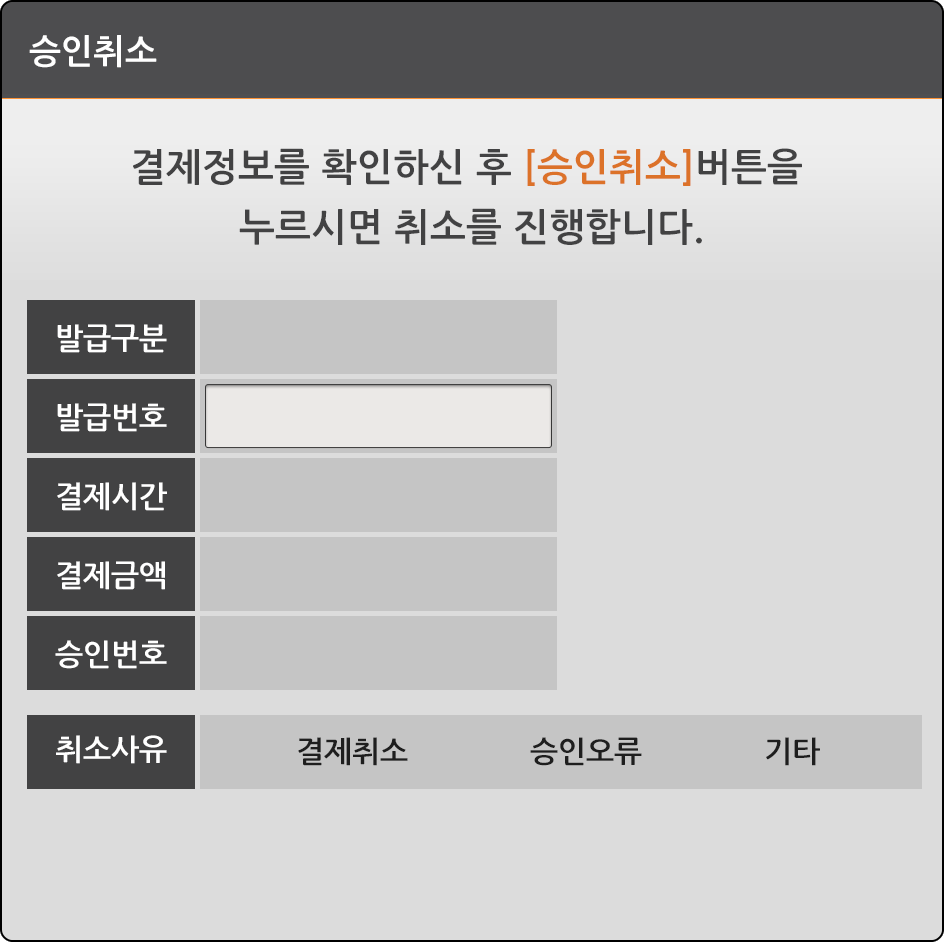 승인취소
결제정보를 확인하신 후 [승인취소]버튼을
누르시면 취소를 진행합니다.
발급구분
발급번호
결제시간
결제금액
승인번호
취소사유 결제취소 승인오류 기타